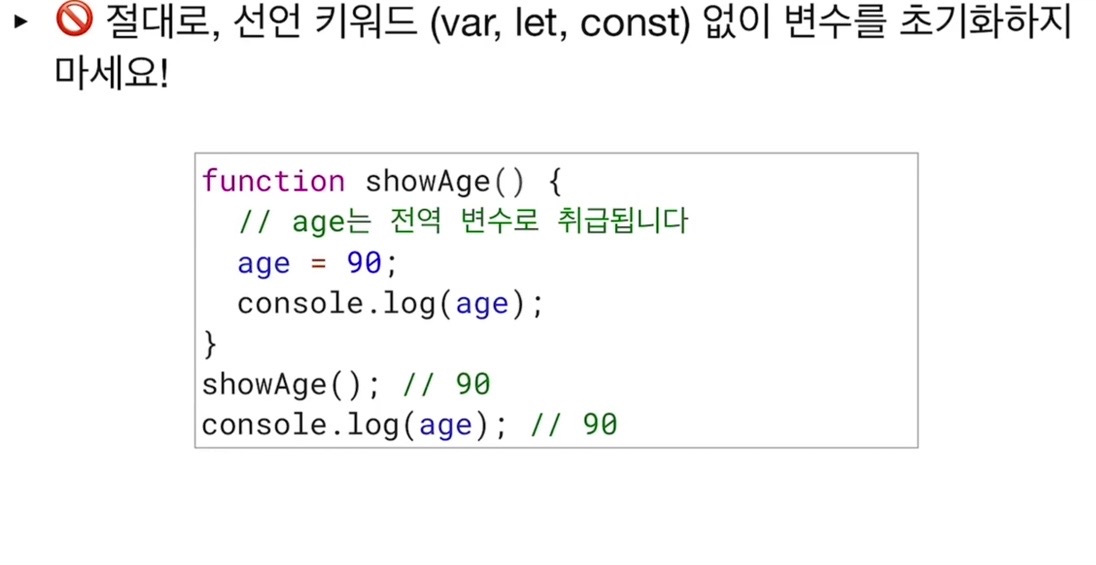 ▸ 🚫 절대로, 선언 키워드 (var, let, const) 없이 변수를 초기화하지
마세요!
function showAge() {
  // age는 전역 변수로 취급됩니다
  age = 90;
  console.log(age);
}
showAge(); // 90
console.log(age); // 90